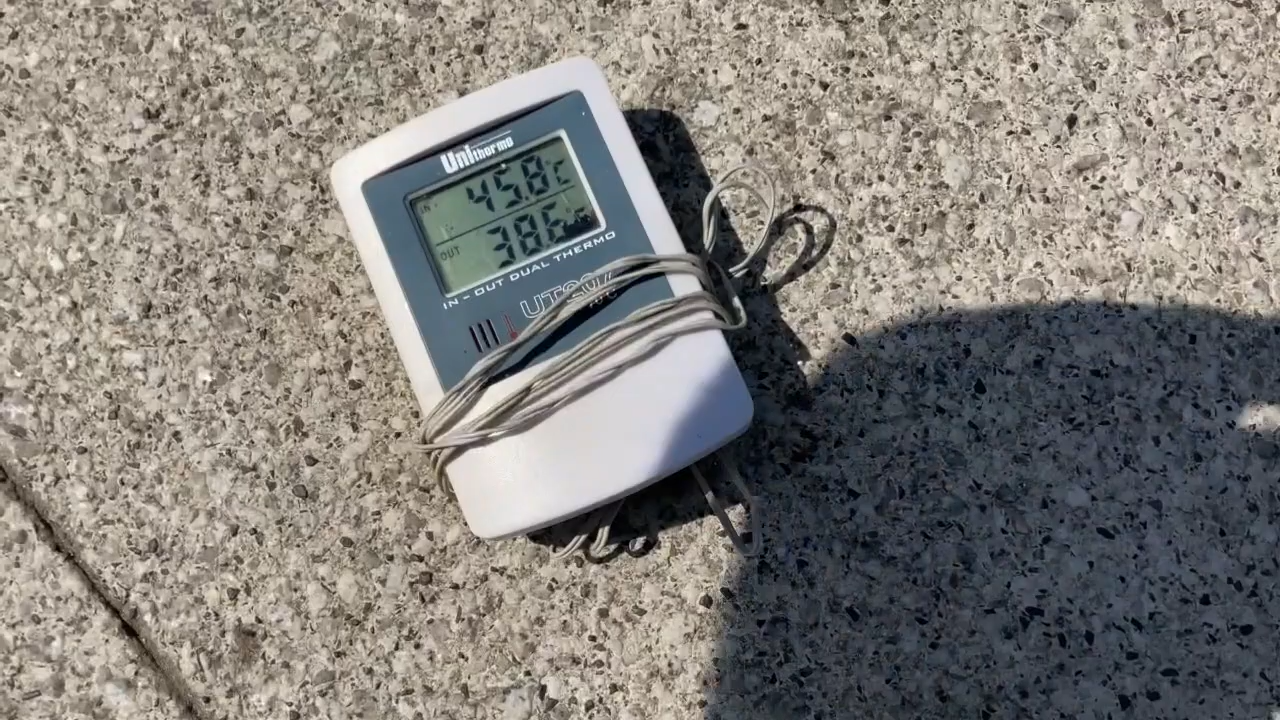 Unithermo
IN
45.8°C
OUT
38.6
IN - OUT DUAL THERMO